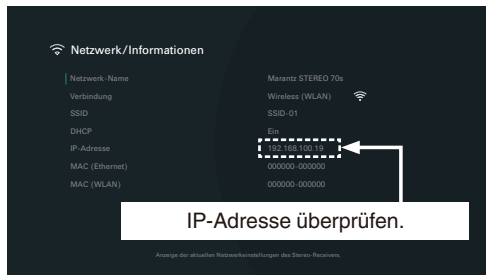 Netzwerk/Informationen
Netzwerk-Name Marantz STEREO 70s
Verbindung Wireless (WLAN)
SSID SSID-01
DHCP Ein
IP-Adresse 192.168.100.19
MAC (Ethernet) 000000-000000
MAC (WLAN) 000000-000000
IP-Adresse überprüfen.
Anzeige der aktuellen Netzwerkeinstellungen des Stereo-Receivers.